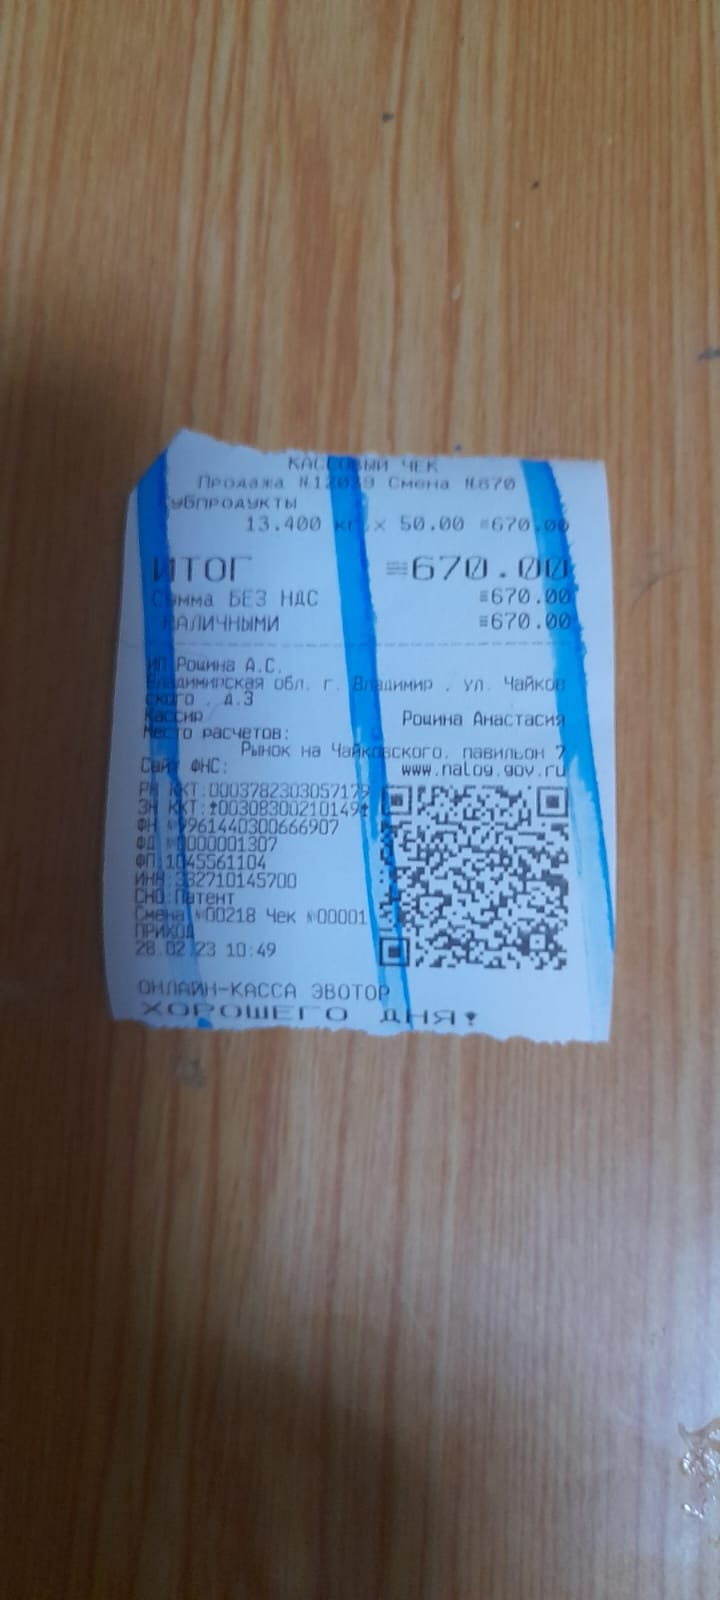 КАССОВЫЙ ЧЕК
Продажа №12039 Смена №870
СУБПРОДУКТЫ
13.400 кг x 50.00 =670.00
ИТОГ =670.00
Сумма БЕЗ НДС =670.00
НАЛИЧНЫМИ =670.00
ИП Рощина А.С.
Владимирская обл. г. Владимир , ул. Чайков
ского , д.3
Кассир Рощина Анастасия
Место расчетов:
Рынок на Чайковского, павильон 7
Сайт ФНС: www.nalog.gov.ru
РН ККТ:0003782303057179
ЗН ККТ:↑00308300210149↑
ФН №9961440300666907
ФД №0000001307
ФП:1045561104
ИНН:332710145700
СНО:Патент
Смена №00218 Чек №00001
ПРИХОД
28.02.23 10:49
ОНЛАЙН-КАССА ЭВОТОР
ХОРОШЕГО ДНЯ!